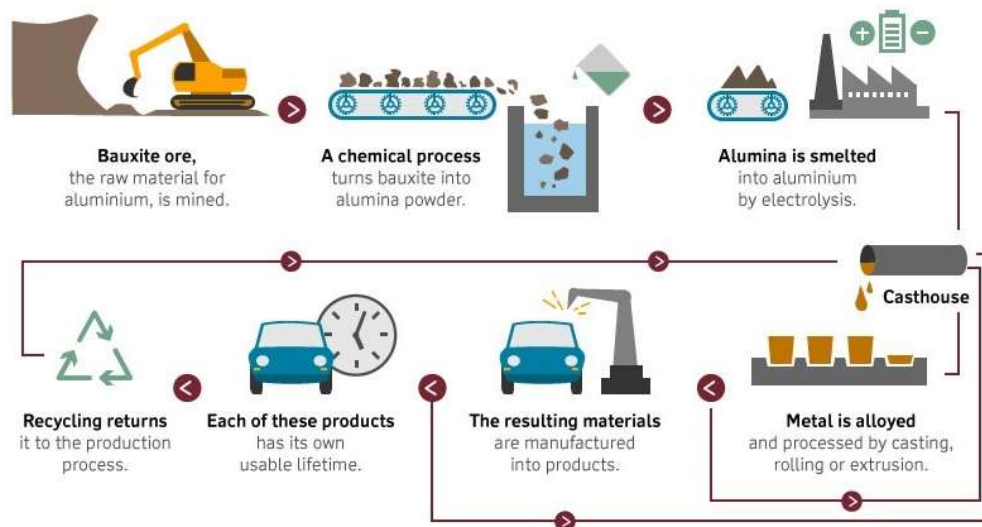 Bauxite ore,
the raw material for
aluminium, is mined.
A chemical process
turns bauxite into
alumina powder.
Alumina is smelted
into aluminium
by electrolysis.
Casthouse
Metal is alloyed
and processed by casting,
rolling or extrusion.
The resulting materials
are manufactured
into products.
Each of these products
has its own
usable lifetime.
Recycling returns
it to the production
process.